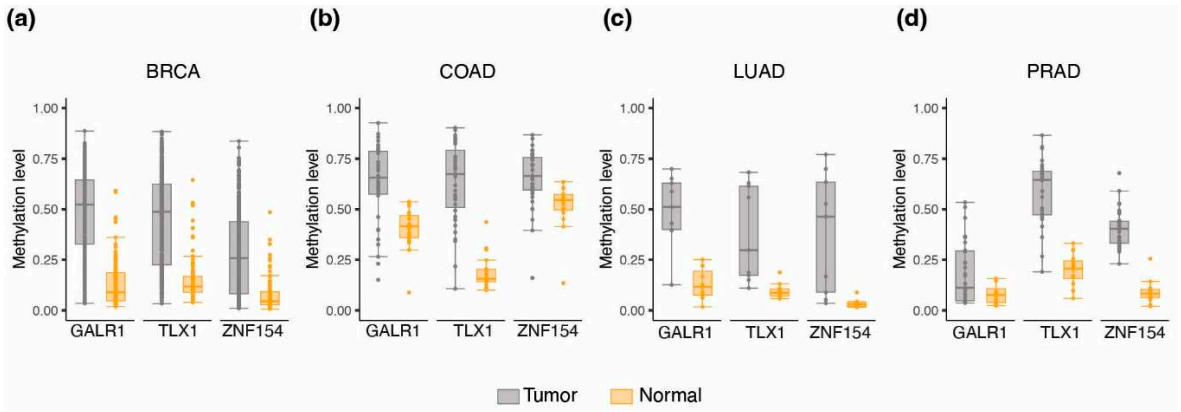 (a)
BRCA
Methylation level
1.00
0.75
0.50
0.25
0.00
GALR1 TLX1 ZNF154
(b)
COAD
Methylation level
1.00
0.75
0.50
0.25
0.00
GALR1 TLX1 ZNF154
(c)
LUAD
Methylation level
1.00
0.75
0.50
0.25
0.00
GALR1 TLX1 ZNF154
(d)
PRAD
Methylation level
1.00
0.75
0.50
0.25
0.00
GALR1 TLX1 ZNF154
Tumor Normal